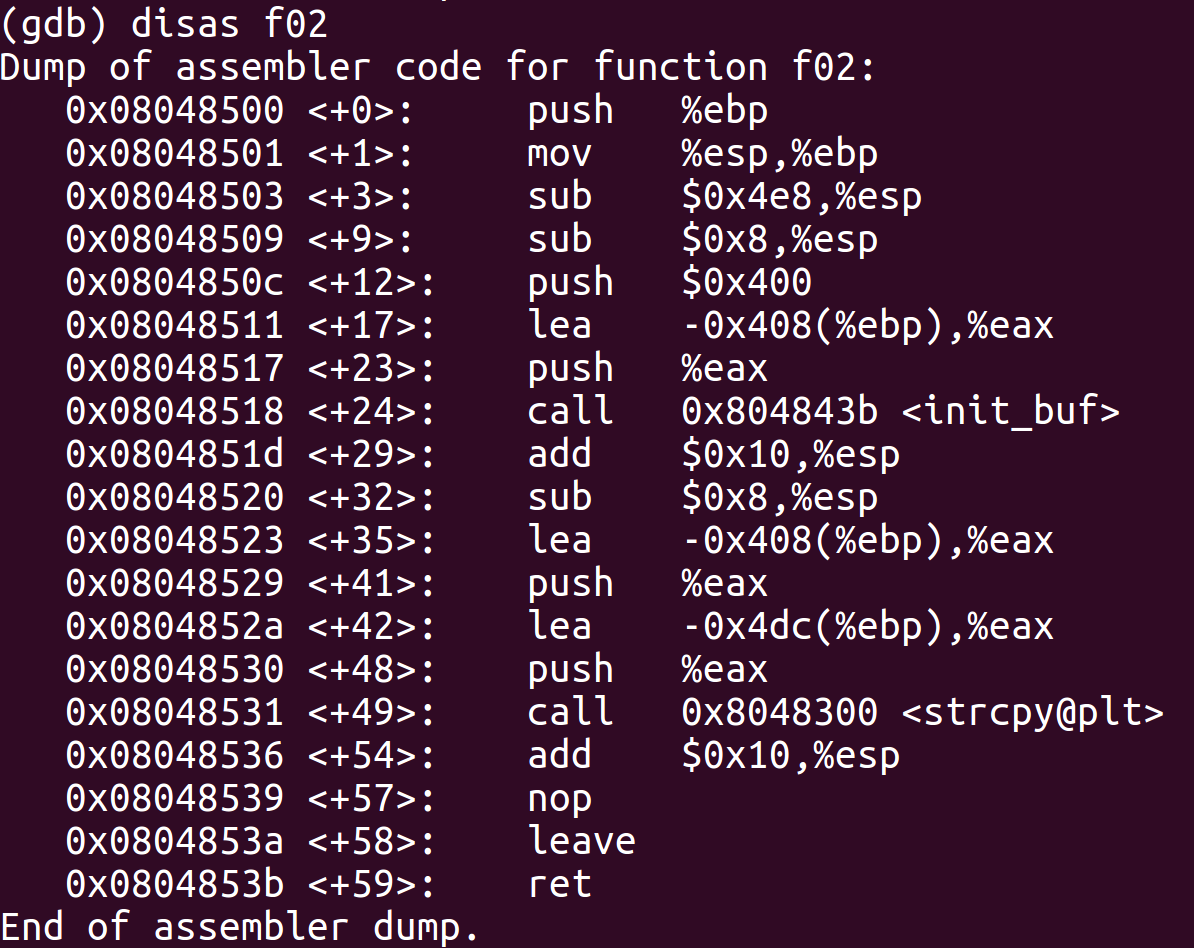 (gdb) disas f02
Dump of assembler code for function f02:
   0x08048500 <+0>:     push   %ebp
   0x08048501 <+1>:     mov    %esp,%ebp
   0x08048503 <+3>:     sub    $0x4e8,%esp
   0x08048509 <+9>:     sub    $0x8,%esp
   0x0804850c <+12>:    push   $0x400
   0x08048511 <+17>:    lea    -0x408(%ebp),%eax
   0x08048517 <+23>:    push   %eax
   0x08048518 <+24>:    call   0x804843b <init_buf>
   0x0804851d <+29>:    add    $0x10,%esp
   0x08048520 <+32>:    sub    $0x8,%esp
   0x08048523 <+35>:    lea    -0x408(%ebp),%eax
   0x08048529 <+41>:    push   %eax
   0x0804852a <+42>:    lea    -0x4dc(%ebp),%eax
   0x08048530 <+48>:    push   %eax
   0x08048531 <+49>:    call   0x8048300 <strcpy@plt>
   0x08048536 <+54>:    add    $0x10,%esp
   0x08048539 <+57>:    nop
   0x0804853a <+58>:    leave
   0x0804853b <+59>:    ret
End of assembler dump.